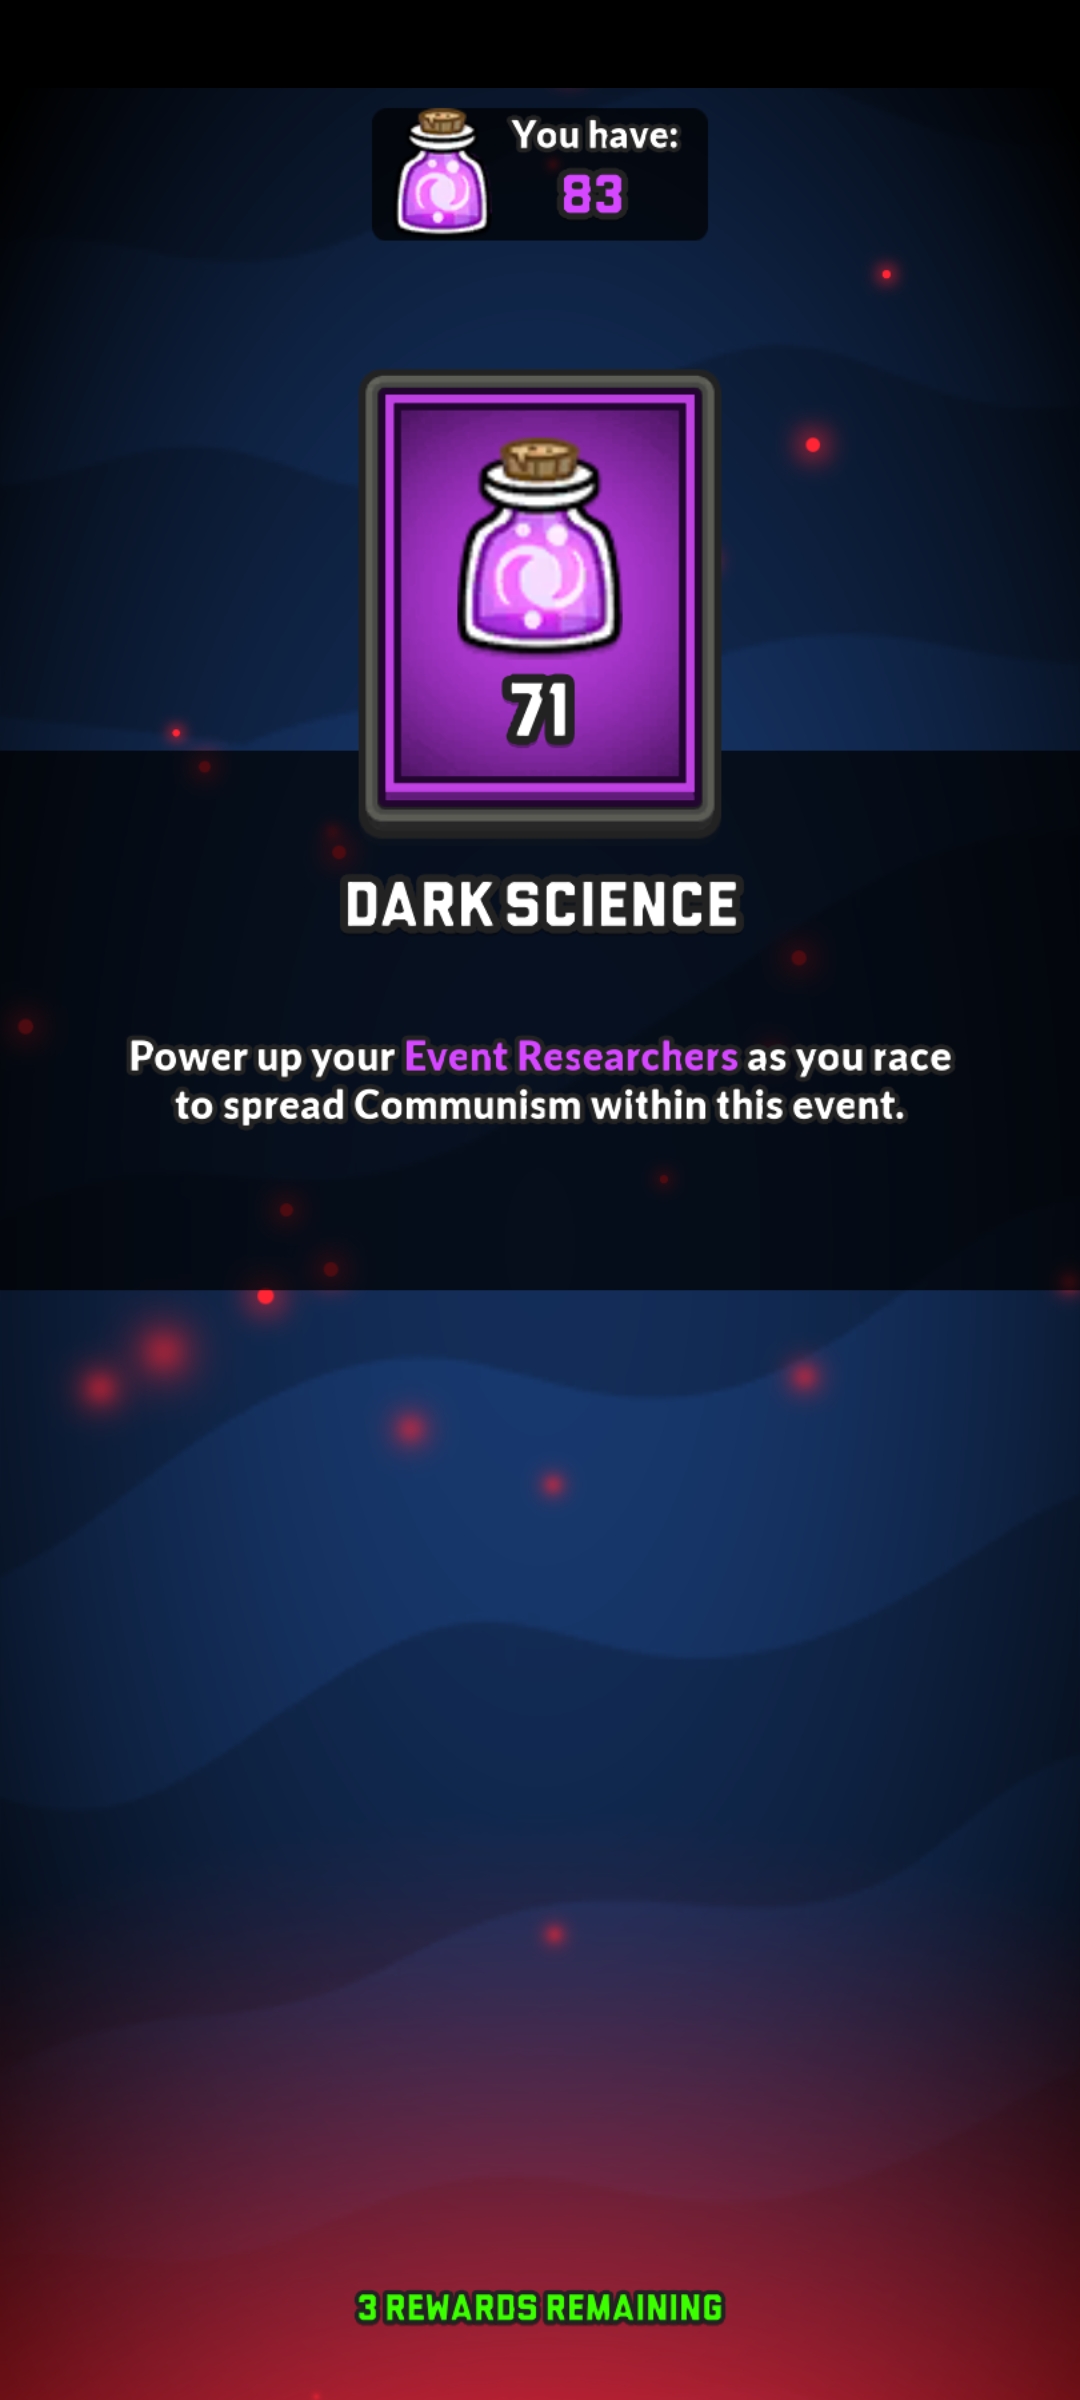 You have:
83
71
DARK SCIENCE
Power up your Event Researchers as you race
to spread Communism within this event.
3 REWARDS REMAINING